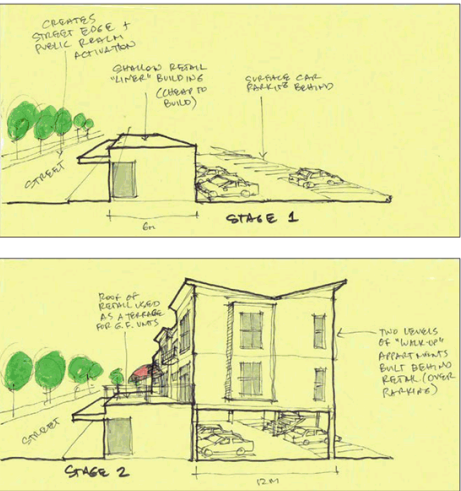 CREATES
STREET EDGE +
PUBLIC REALM
ACTIVATION
SHALLOW RETAIL
"LINER" BUILDING
(CHEAP TO
BUILD)
SURFACE CAR
PARKING BEHIND
STREET
6m
STAGE 1
ROOF OF
RETAIL USED
AS A TERRACE
FOR G.F. UNITS
TWO LEVELS
OF "WALK-UP"
APPARTMENTS
BUILT BEHIND
RETAIL (OVER
PARKING)
STREET
STAGE 2
12m